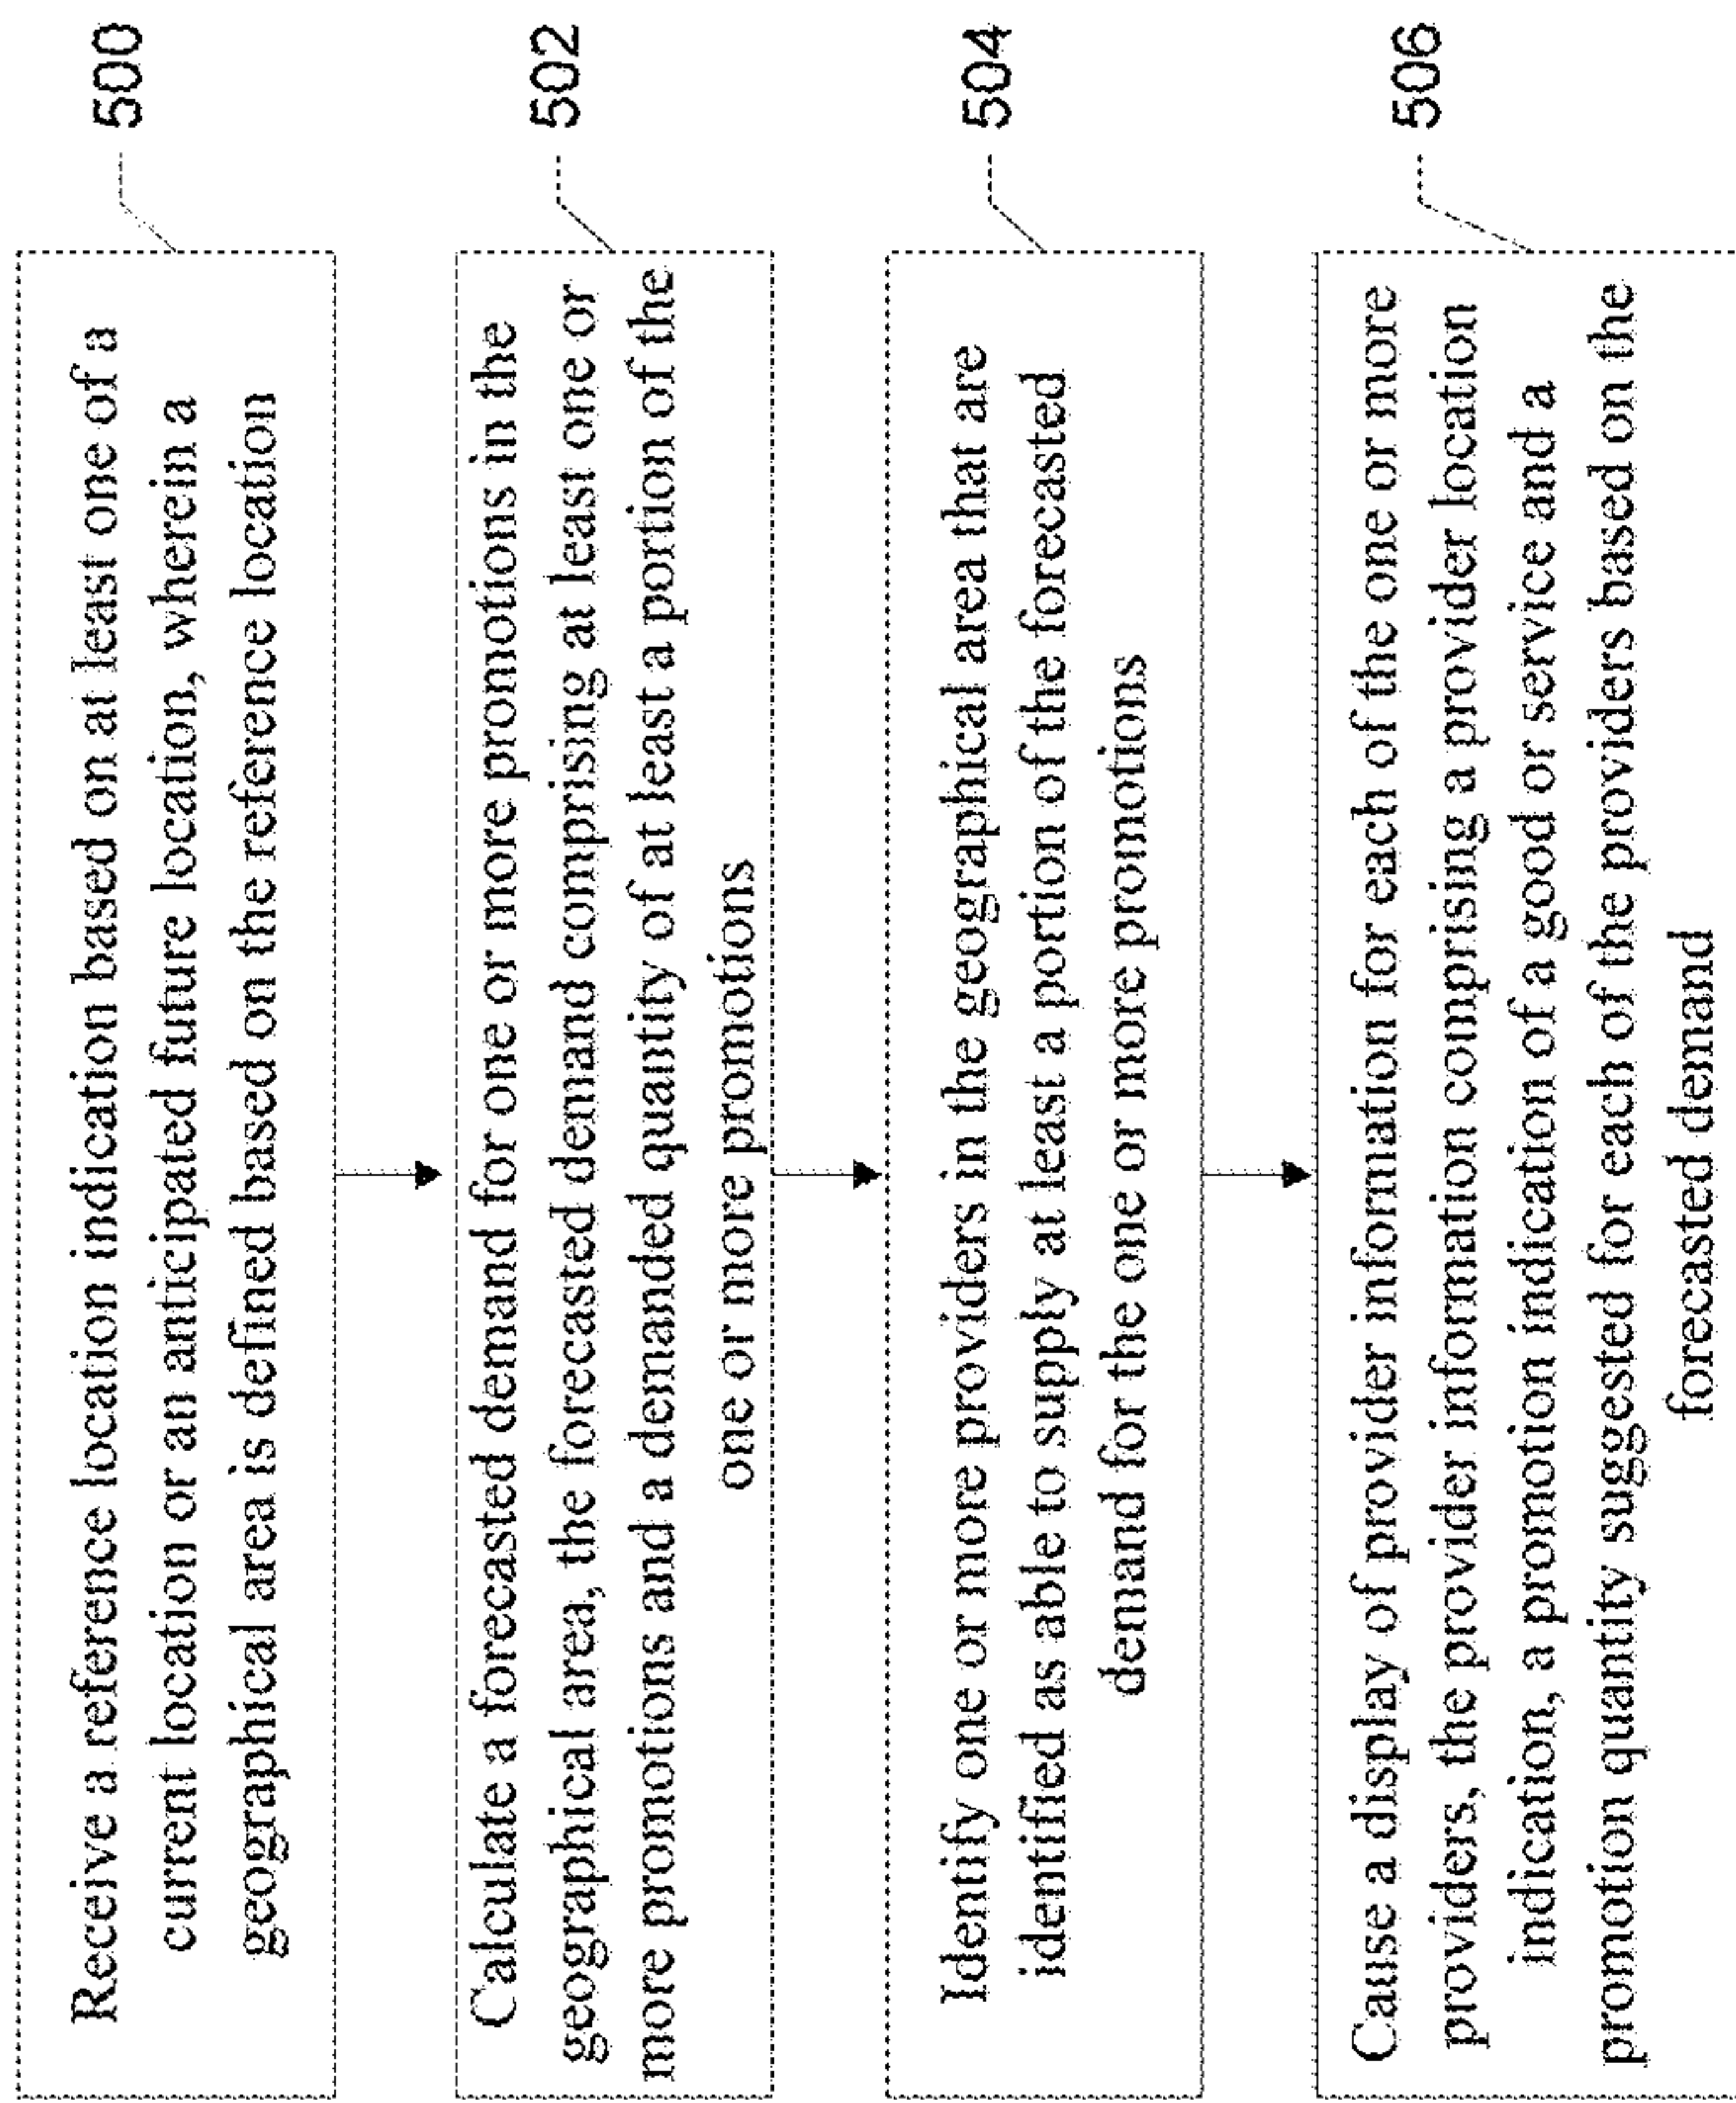 Receive a reference location indication based on at least one of a
current location or an anticipated future location, wherein a
geographical area is defined based on the reference location
500
Calculate a forecasted demand for one or more promotions in the
geographical area, the forecasted demand comprising at least one or
more promotions and a demanded quantity of at least a portion of the
one or more promotions
502
Identify one or more providers in the geographical area that are
identified as able to supply at least a portion of the forecasted
demand for the one or more promotions
504
Cause a display of provider information for each of the one or more
providers, the provider information comprising a provider location
indication, a promotion indication of a good or service and a
promotion quantity suggested for each of the providers based on the
forecasted demand
506